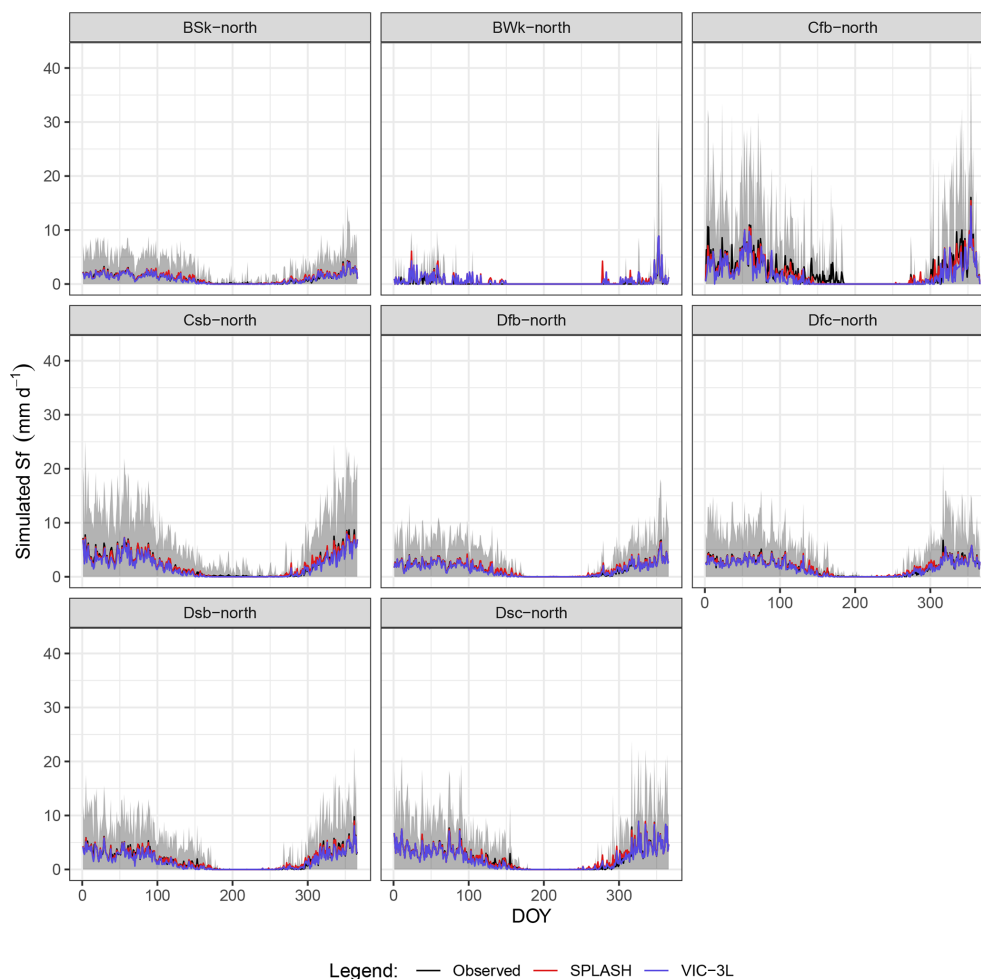 BSk−north BWk−north Cfb−north
40
30
20
10
0
Csb−north Dfb−north Dfc−north
40
30
20
10
0
0 100 200 300
Dsb−north Dsc−north
40
30
20
10
0
0 100 200 300 0 100 200 300
Simulated Sf (mm d⁻¹)
DOY
Legend: Observed SPLASH VIC−3L